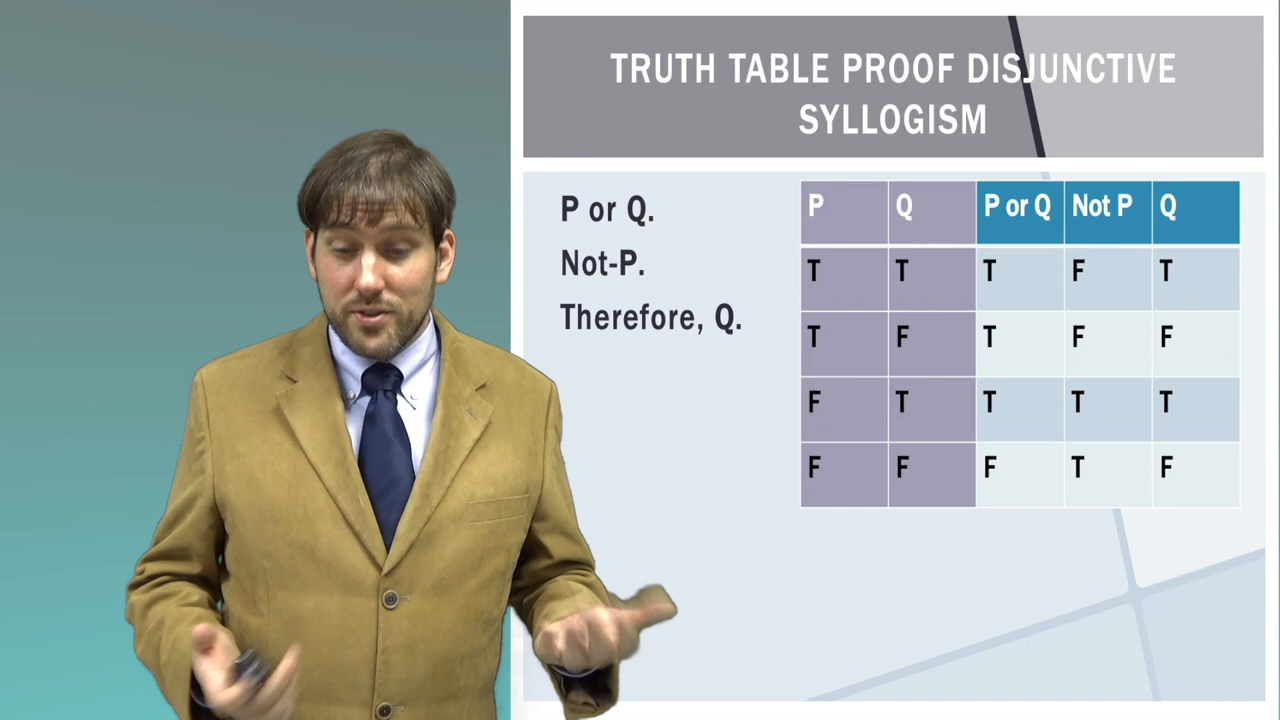 TRUTH TABLE PROOF DISJUNCTIVE
SYLLOGISM
P or Q.
Not-P.
Therefore, Q.
P Q P or Q Not P Q
T T T F T
T F T F F
F T T T T
F F F T F